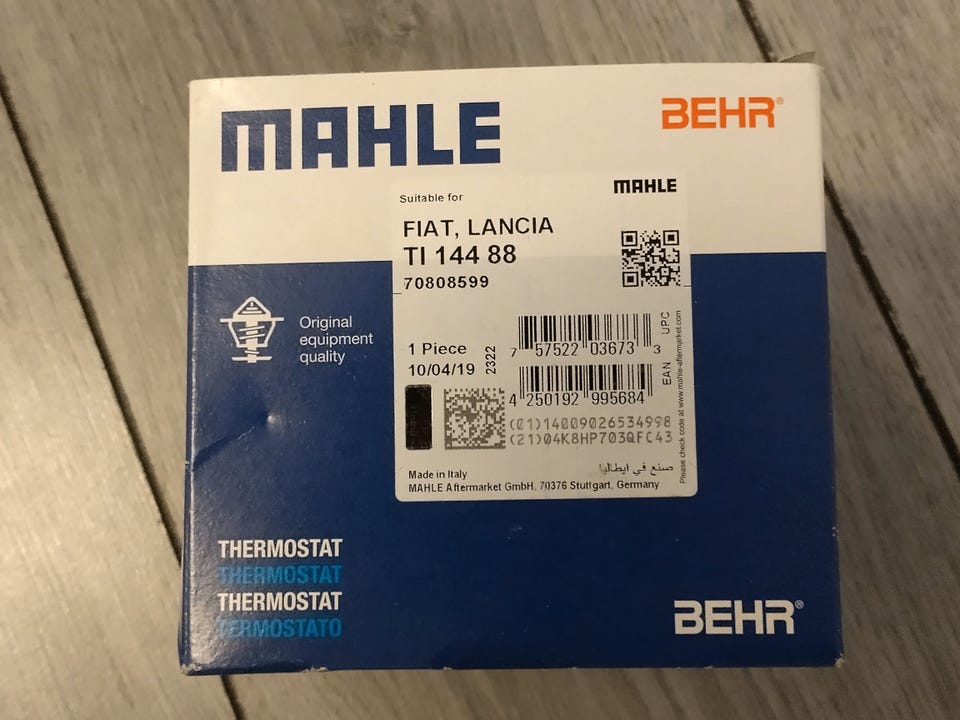 MAHLE
BEHR®
Suitable for
MAHLE
FIAT, LANCIA
TI 144 88
70808599
Original
equipment
quality
1 Piece
10/04/19
2322
7 57522 03673 3
UPC
4 250192 995684
EAN
(01)14009026534998
(21)04K8HP703QFC43
Please check code at www.mahle-aftermarket.com
صنع في ايطاليا
Made in Italy
MAHLE Aftermarket GmbH, 70376 Stuttgart, Germany
THERMOSTAT
THERMOSTAT
THERMOSTAT
TERMOSTATO
BEHR®